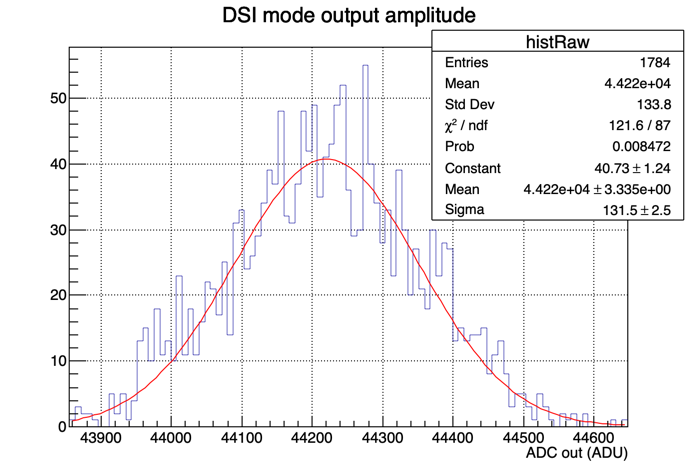 DSI mode output amplitude
histRaw
Entries 1784
Mean 4.422e+04
Std Dev 133.8
χ² / ndf 121.6 / 87
Prob 0.008472
Constant 40.73 ± 1.24
Mean 4.422e+04 ± 3.335e+00
Sigma 131.5 ± 2.5
50
40
30
20
10
0
43900 44000 44100 44200 44300 44400 44500 44600
ADC out (ADU)